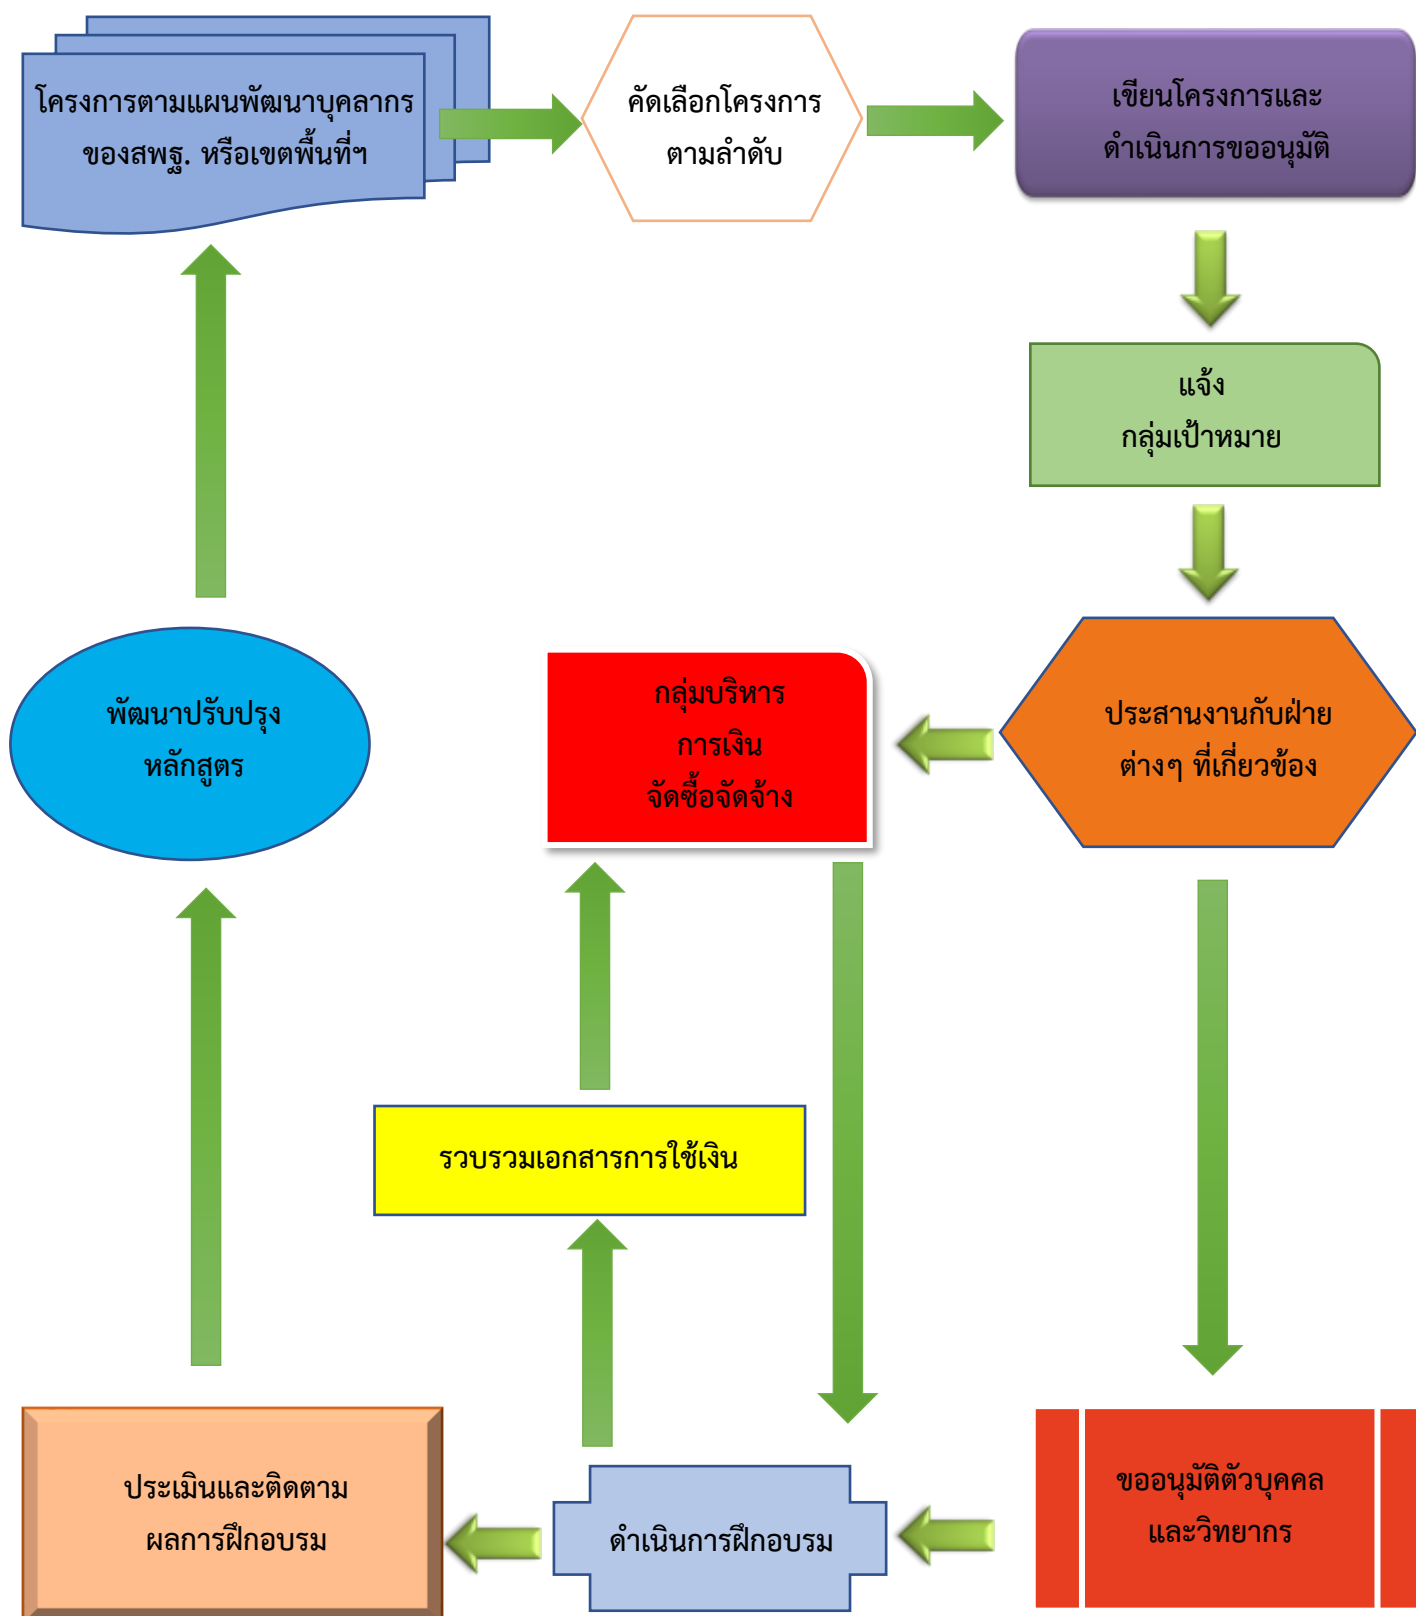 โครงการตามแผนพัฒนาบุคลากร
ของสพฐ. หรือเขตพื้นที่ฯ
คัดเลือกโครงการ
ตามลำดับ
เขียนโครงการและ
ดำเนินการขออนุมัติ
แจ้ง
กลุ่มเป้าหมาย
ประสานงานกับฝ่าย
ต่างๆ ที่เกี่ยวข้อง
กลุ่มบริหาร
การเงิน
จัดซื้อจัดจ้าง
พัฒนาปรับปรุง
หลักสูตร
รวบรวมเอกสารการใช้เงิน
ขออนุมัติตัวบุคคล
และวิทยากร
ดำเนินการฝึกอบรม
ประเมินและติดตาม
ผลการฝึกอบรม